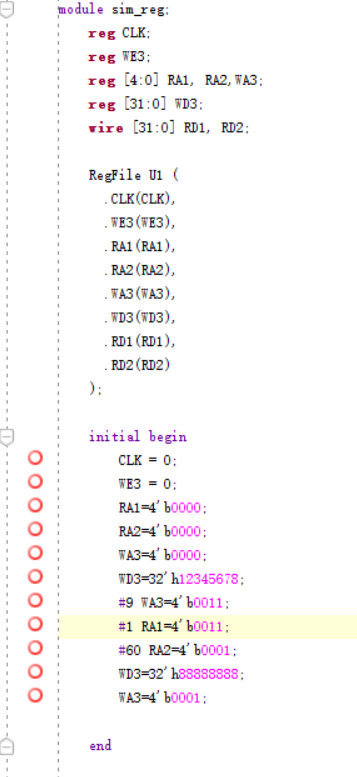 module sim_reg;
reg CLK;
reg WE3;
reg [4:0] RA1, RA2,WA3;
reg [31:0] WD3;
wire [31:0] RD1, RD2;
RegFile U1 (
.CLK(CLK),
.WE3(WE3),
.RA1(RA1),
.RA2(RA2),
.WA3(WA3),
.WD3(WD3),
.RD1(RD1),
.RD2(RD2)
);
initial begin
CLK = 0;
WE3 = 0;
RA1=4'b0000;
RA2=4'b0000;
WA3=4'b0000;
WD3=32'h12345678;
#9 WA3=4'b0011;
#1 RA1=4'b0011;
#60 RA2=4'b0001;
WD3=32'h88888888;
WA3=4'b0001;
end